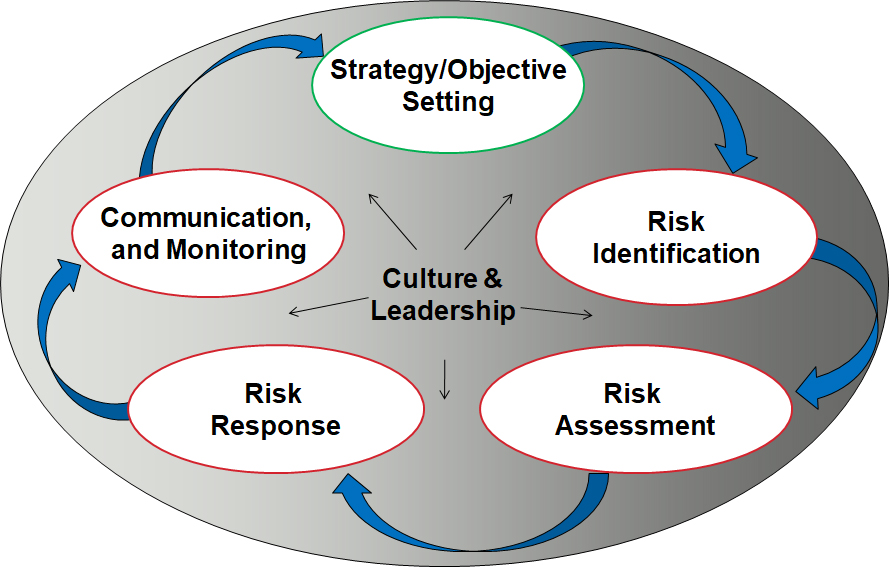 Strategy/Objective
Setting
Communication,
and Monitoring
Risk
Identification
Culture &
Leadership
Risk
Response
Risk
Assessment